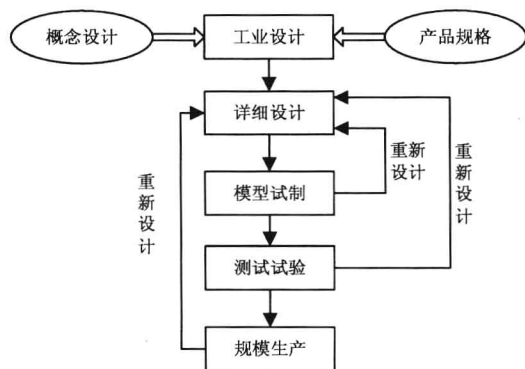 概念设计
工业设计
产品规格
详细设计
重新
设计
重新设计
重新设计
模型试制
测试试验
规模生产